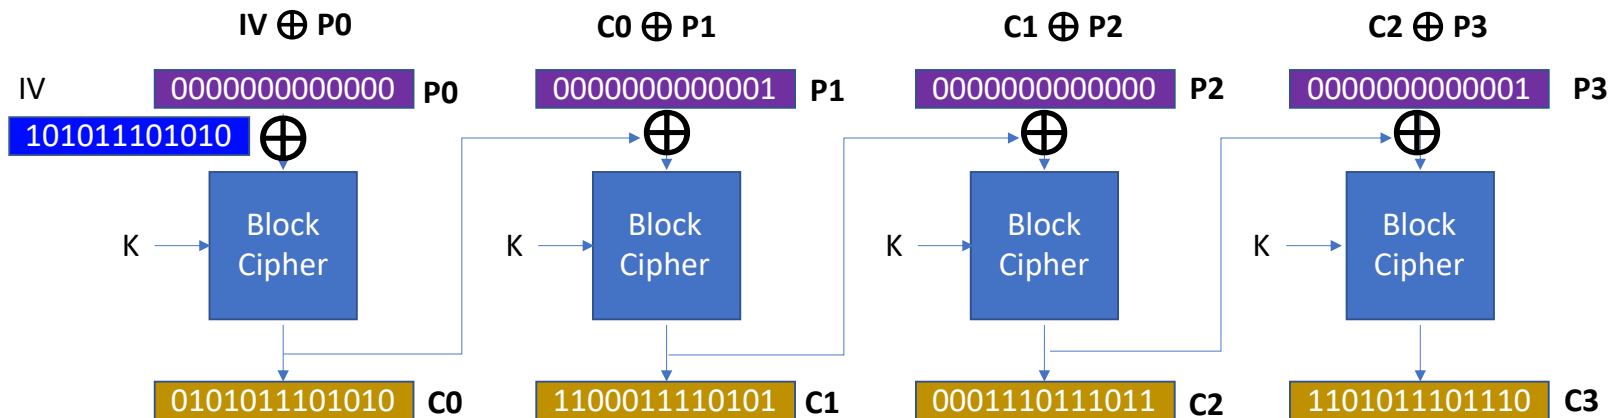 IV ⊕ P0 C0 ⊕ P1 C1 ⊕ P2 C2 ⊕ P3
IV 0000000000000 P0 0000000000001 P1 0000000000000 P2 0000000000001 P3
101011101010
K Block Cipher K Block Cipher K Block Cipher K Block Cipher
0101011101010 C0 1100011110101 C1 0001110111011 C2 1101011101110 C3